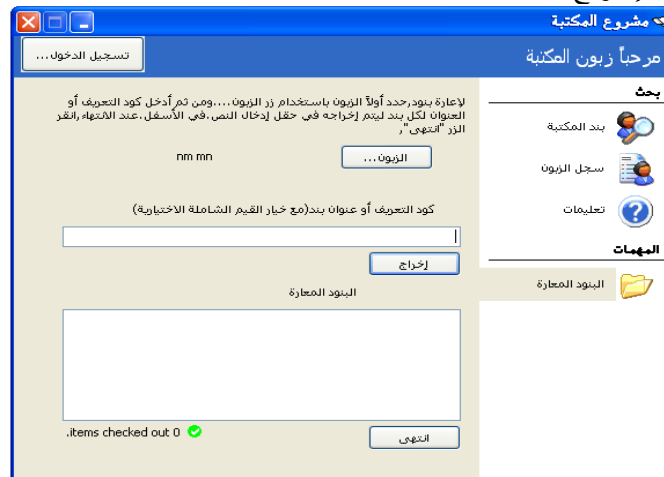 مشروع المكتبة
مرحباً زبون المكتبة
تسجيل الدخول...
بحث
بند المكتبة
سجل الزبون
تعليمات
المهمات
البنود المعارة
لإعارة بنود,حدد أولاً الزبون باستخدام زر الزبون....ومن ثم أدخل كود التعريف أو
العنوان لكل بند ليتم إخراجه في حقل إدخال النص.في الأسفل.عند الانتهاء,انقر
الزر "انتهى",
الزبون...
nm mn
كود التعريف أو عنوان بند(مع خيار القيم الشاملة الاختيارية)
إخراج
البنود المعارة
انتهى
.items checked out 0